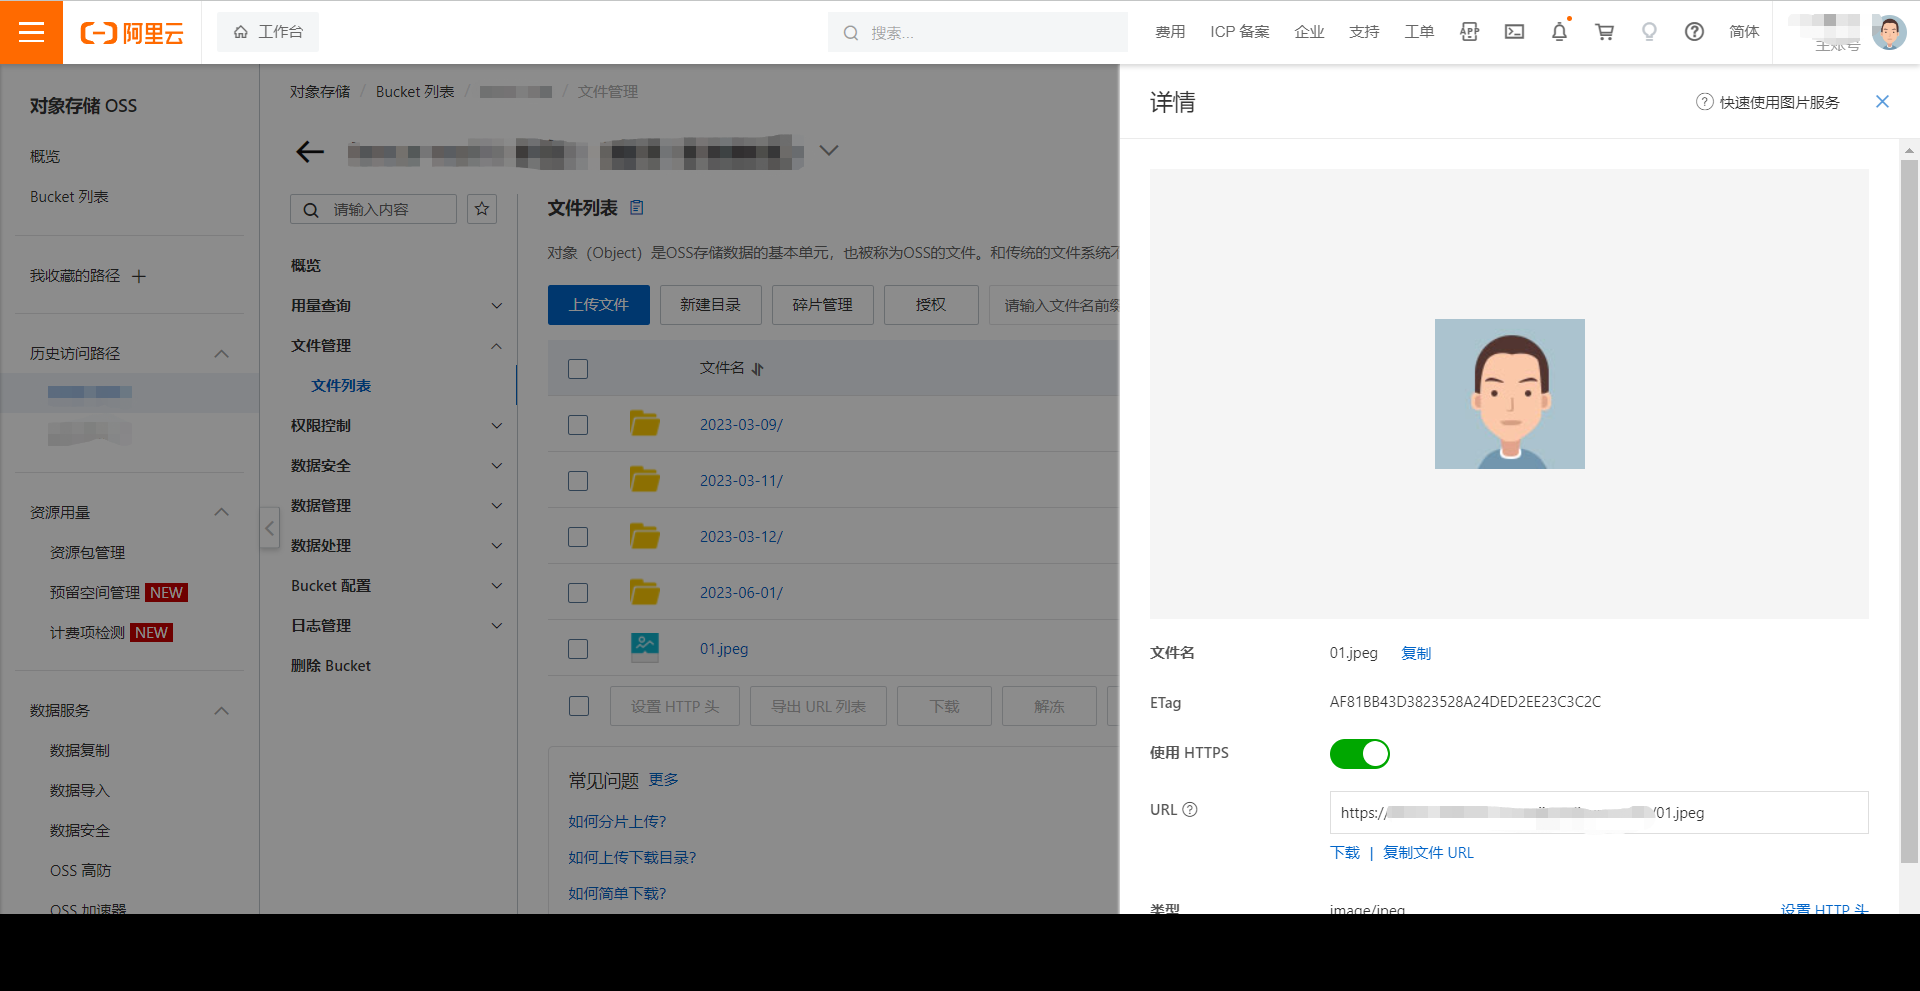 阿里云
工作台
搜索...
费用
ICP 备案
企业
支持
工单
APP
简体
主账号
对象存储 OSS
概览
Bucket 列表
我收藏的路径
历史访问路径
资源用量
资源包管理
预留空间管理 NEW
计费项检测 NEW
数据服务
数据复制
数据导入
数据安全
OSS 高防
OSS 加速器
对象存储 / Bucket 列表 / / 文件管理
请输入内容
概览
用量查询
文件管理
文件列表
权限控制
数据安全
数据管理
数据处理
Bucket 配置
日志管理
删除 Bucket
文件列表
对象（Object）是OSS存储数据的基本单元，也被称为OSS的文件。和传统的文件系统
上传文件
新建目录
碎片管理
授权
请输入文件名前
文件名
2023-03-09/
2023-03-11/
2023-03-12/
2023-06-01/
01.jpeg
设置 HTTP 头
导出 URL 列表
下载
解冻
常见问题 更多
如何分片上传?
如何上传下载目录?
如何简单下载?
详情
快速使用图片服务
文件名
01.jpeg 复制
ETag
AF81BB43D3823528A24DED2EE23C3C2C
使用 HTTPS
URL
https:// /01.jpeg
下载 | 复制文件 URL
类型
image/jpeg
设置 HTTP 头